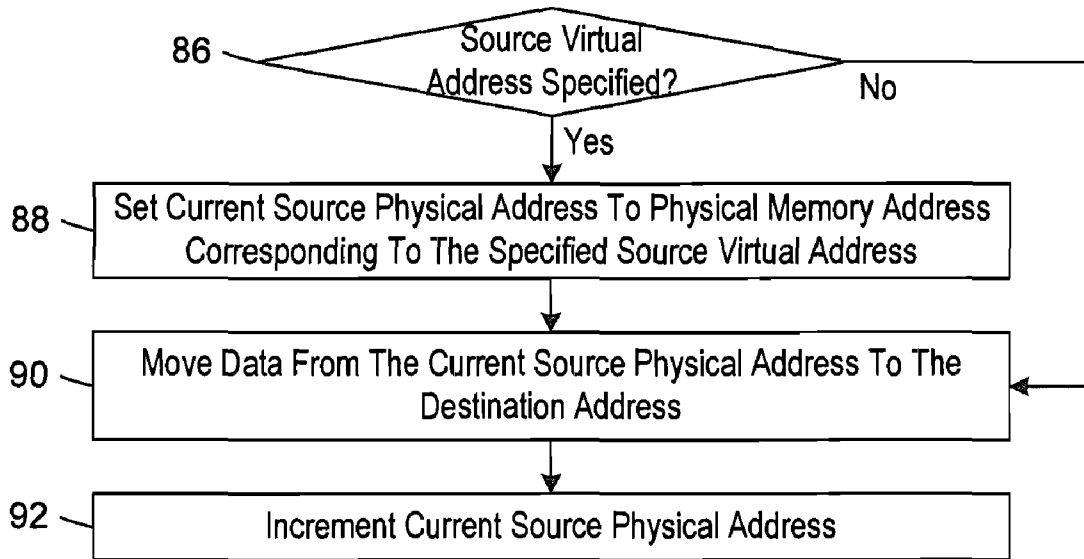 86
Source Virtual
Address Specified?
No
Yes
88
Set Current Source Physical Address To Physical Memory Address
Corresponding To The Specified Source Virtual Address
90
Move Data From The Current Source Physical Address To The
Destination Address
92
Increment Current Source Physical Address